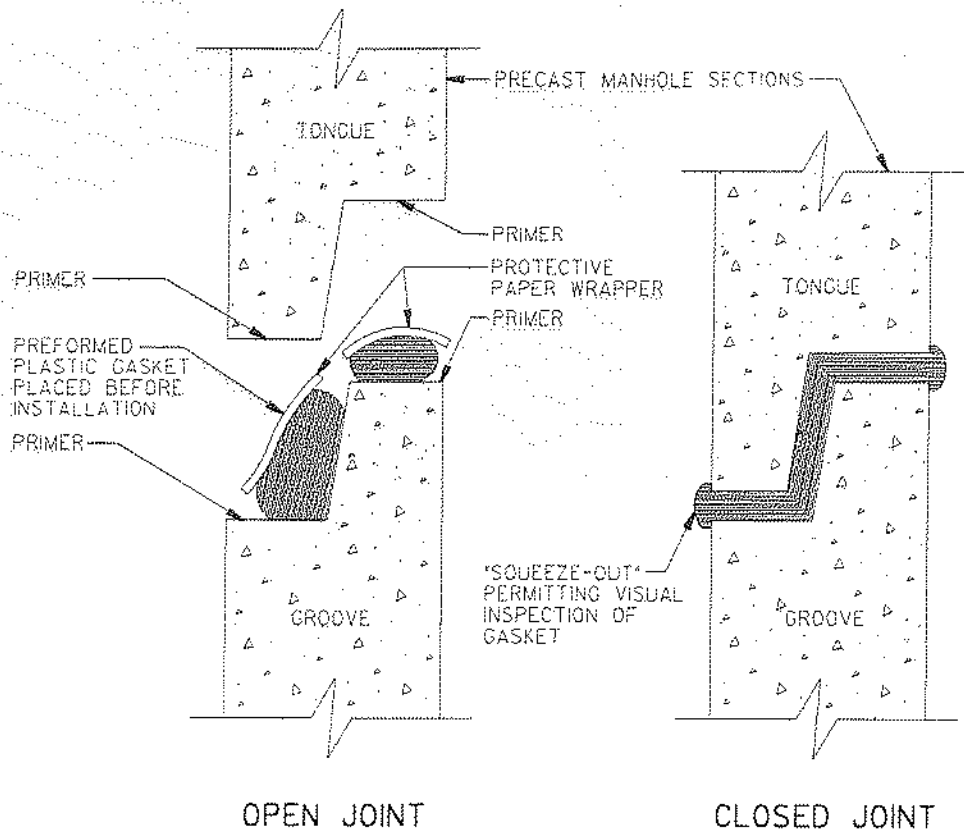 PRECAST MANHOLE SECTIONS
TONGUE
PRIMER
PRIMER
PROTECTIVE
PAPER WRAPPER
PRIMER
PREFORMED
PLASTIC GASKET
PLACED BEFORE
INSTALLATION
PRIMER
GROOVE
OPEN JOINT
TONGUE
"SQUEEZE-OUT"
PERMITTING VISUAL
INSPECTION OF
GASKET
GROOVE
CLOSED JOINT